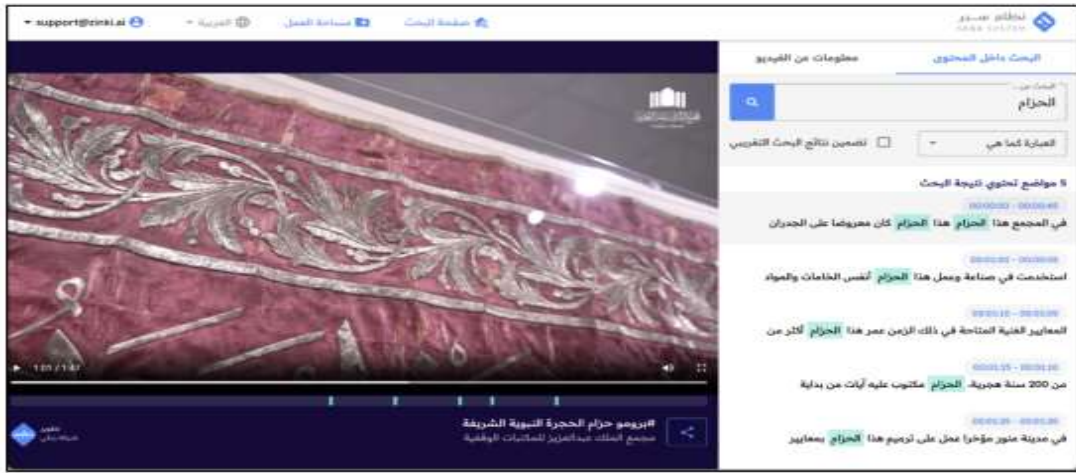 نظام سبر
صفحة البحث
مساحة العمل
العربية
support@zinki.ai
البحث داخل المحتوى
معلومات عن الفيديو
البحث عن...
الحزام
العبارة كما هي
تضمين نتائج البحث التقريبي
5 مواضع تحتوي نتيجة البحث
في المجمع هذا الحزام هذا الحزام كان معروضا على الجدران
استخدمت في صناعة وعمل هذا الحزام أنفس الخامات والمواد
المعايير الفنية المتاحة في ذلك الزمن عمر هذا الحزام أكثر من
من 200 سنة هجرية، الحزام مكتوب عليه آيات من بداية
في مدينة منور مؤخرا عمل على ترميم هذا الحزام بمعايير
1:01 / 1:47
#برومو حزام الحجرة النبوية الشريفة
مجمع الملك عبدالعزيز للمكتبات الوقفية
تطوير